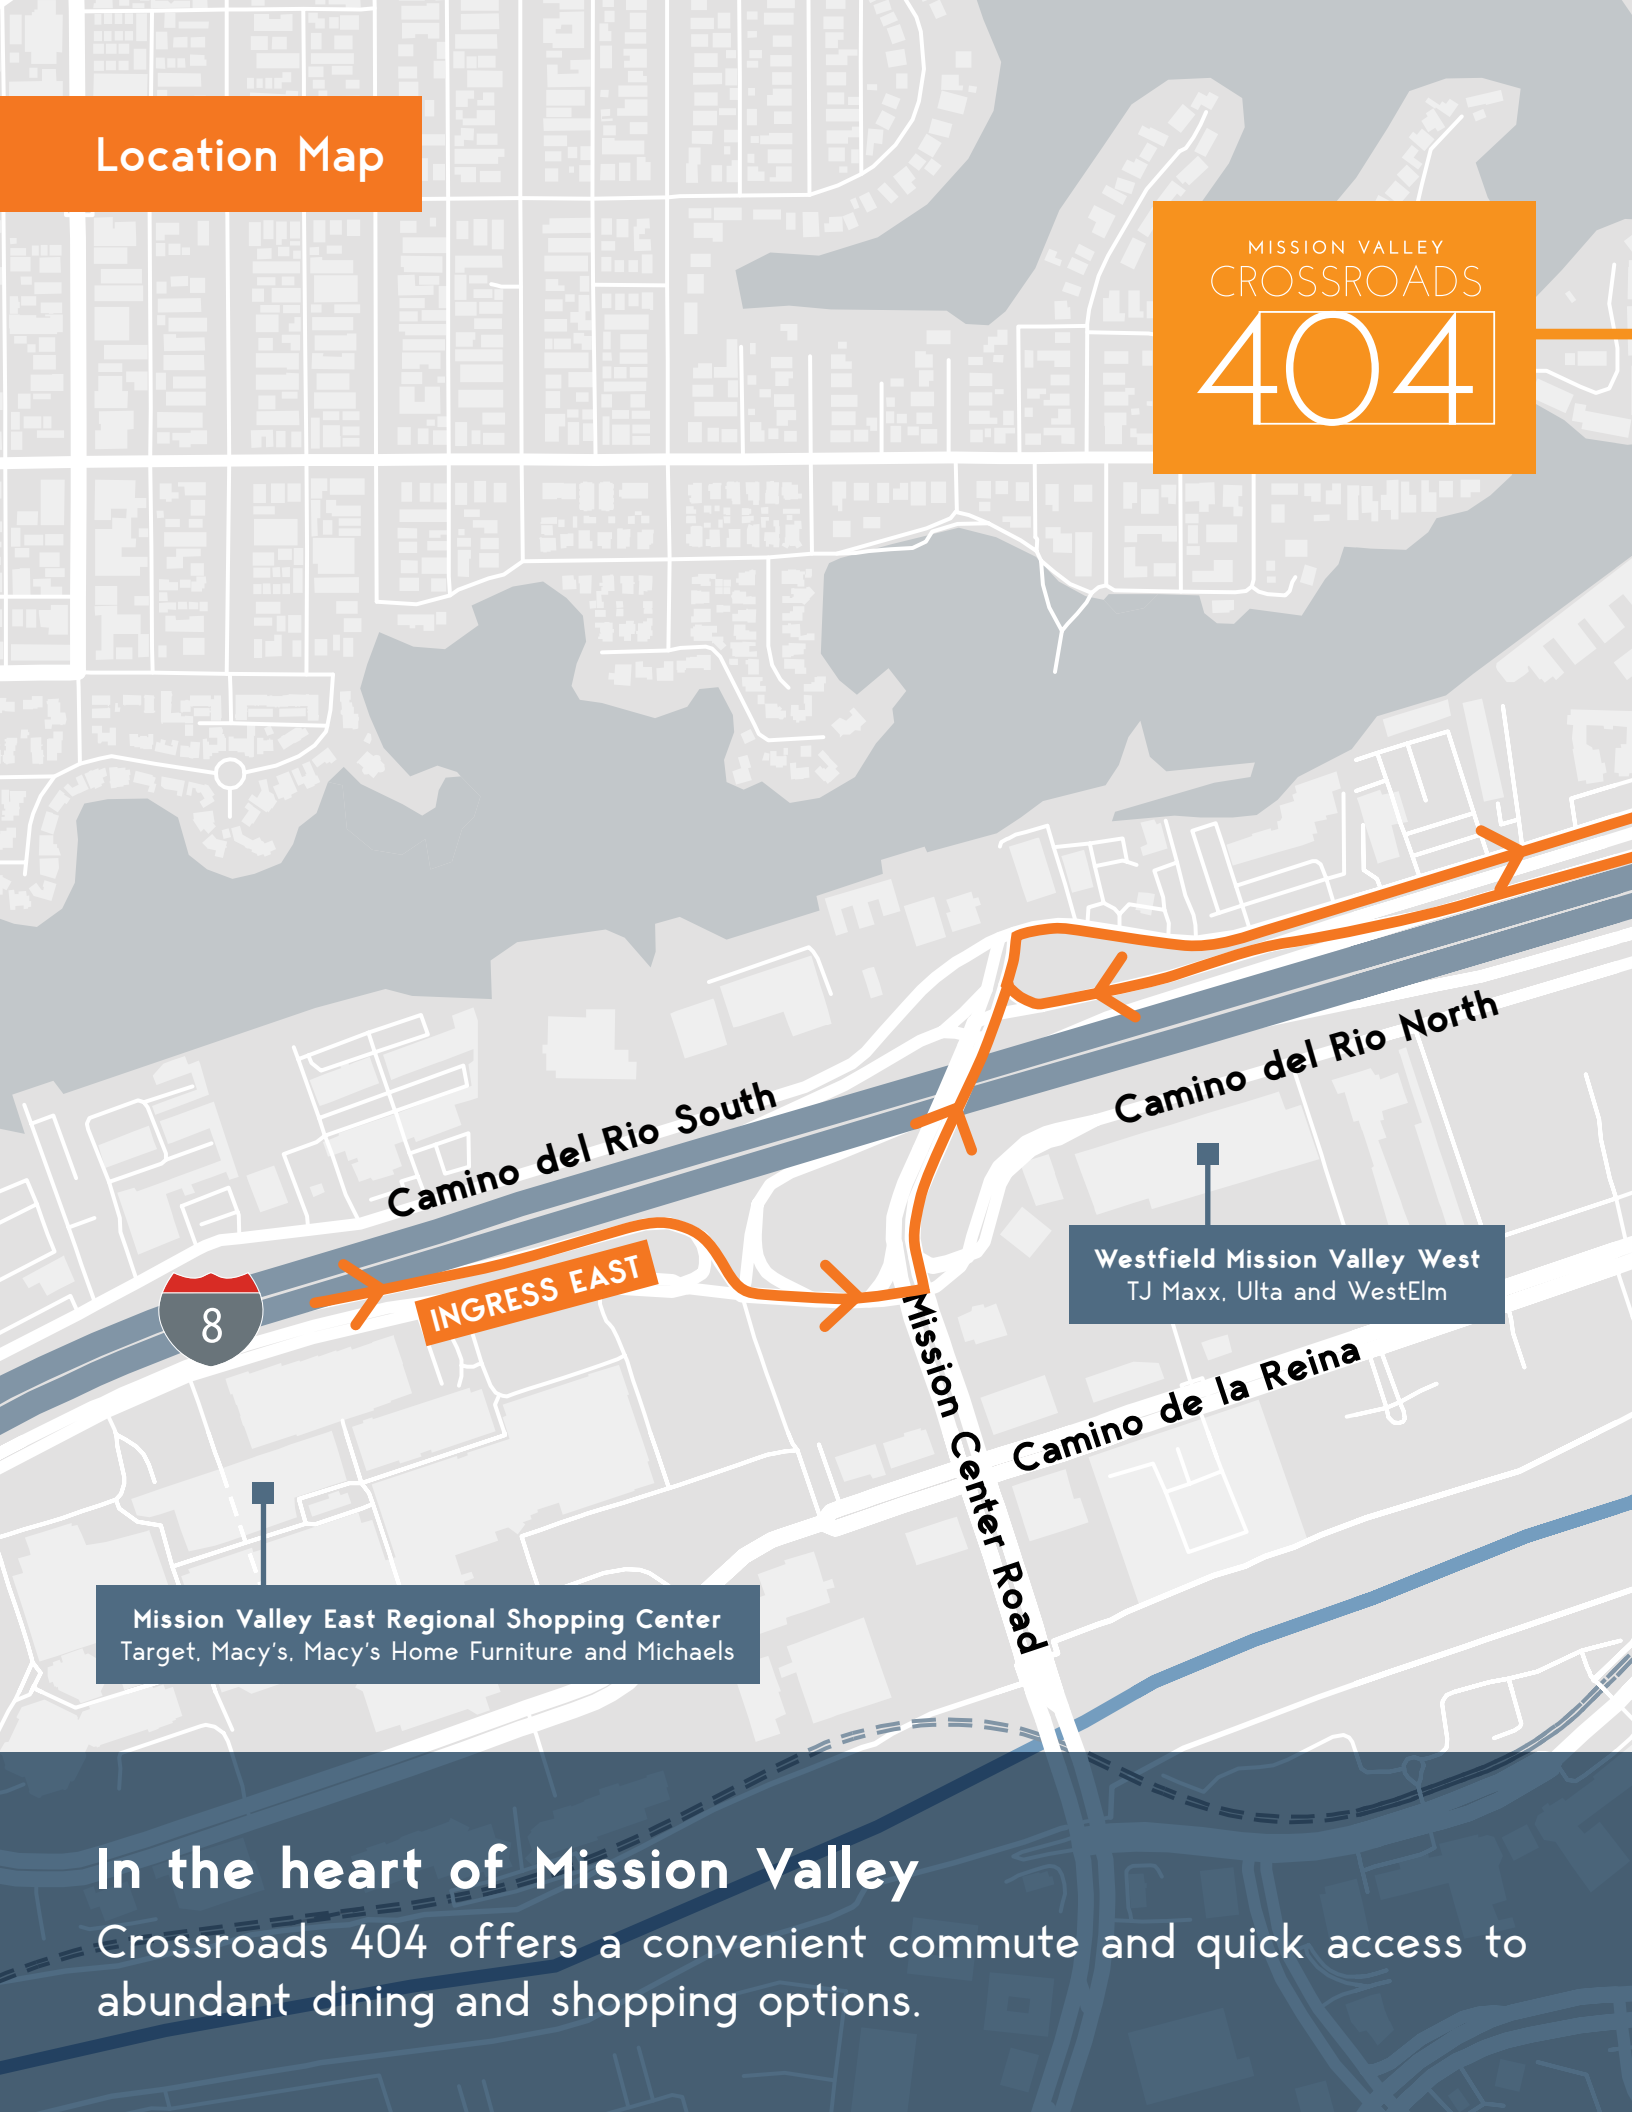 Location Map
MISSION VALLEY
CROSSROADS
404
Camino del Rio North
Camino del Rio South
Westfield Mission Valley West
TJ Maxx, Ulta and WestElm
INGRESS EAST
8
Mission Center Road
Camino de la Reina
Mission Valley East Regional Shopping Center
Target, Macy's, Macy's Home Furniture and Michaels
In the heart of Mission Valley
Crossroads 404 offers a convenient commute and quick access to
abundant dining and shopping options.